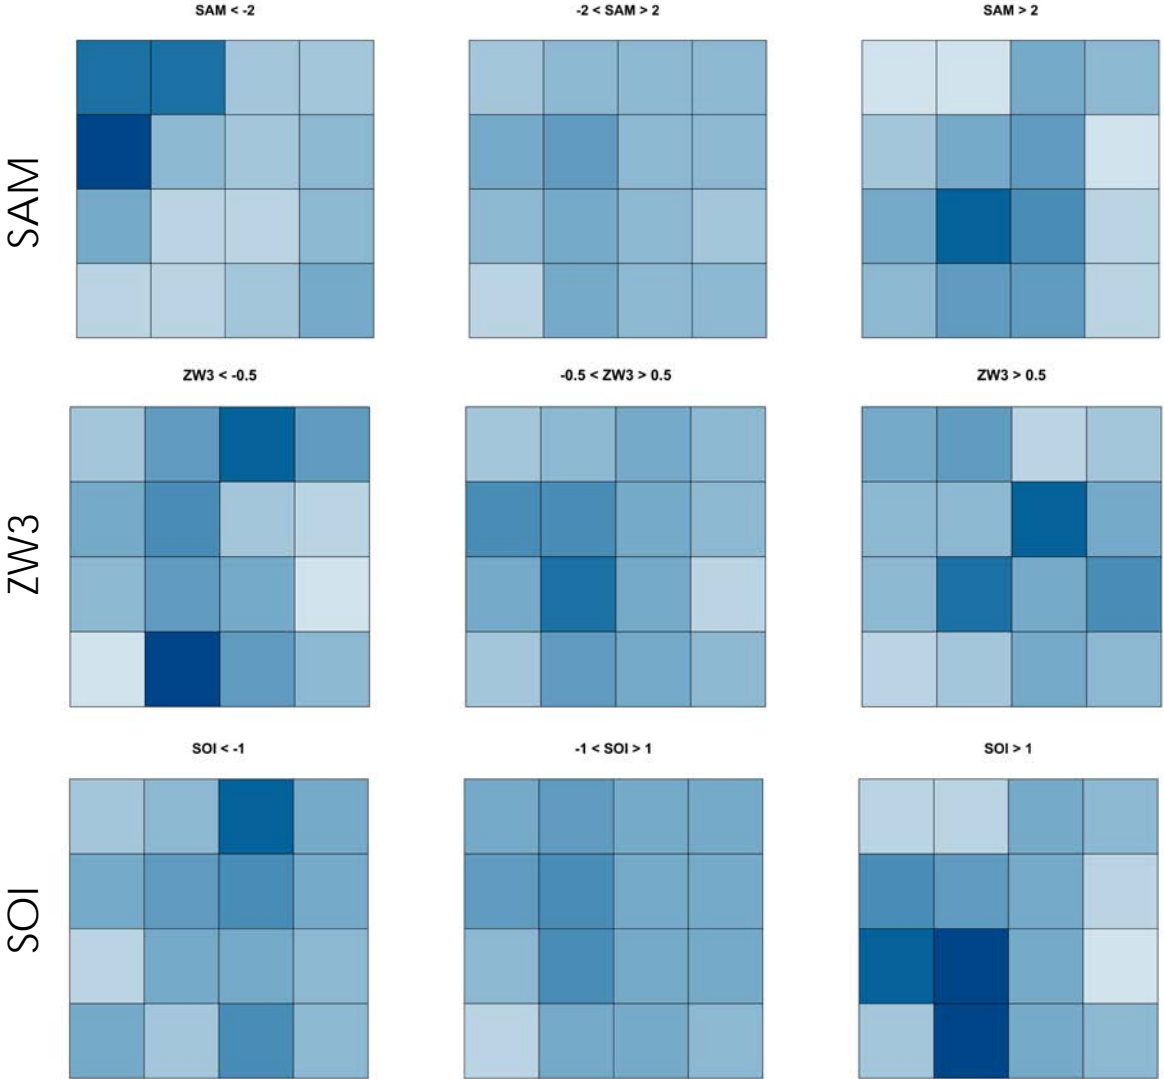 SAM < -2
-2 < SAM > 2
SAM > 2
SAM
ZW3 < -0.5
-0.5 < ZW3 > 0.5
ZW3 > 0.5
ZW3
SOI < -1
-1 < SOI > 1
SOI > 1
SOI